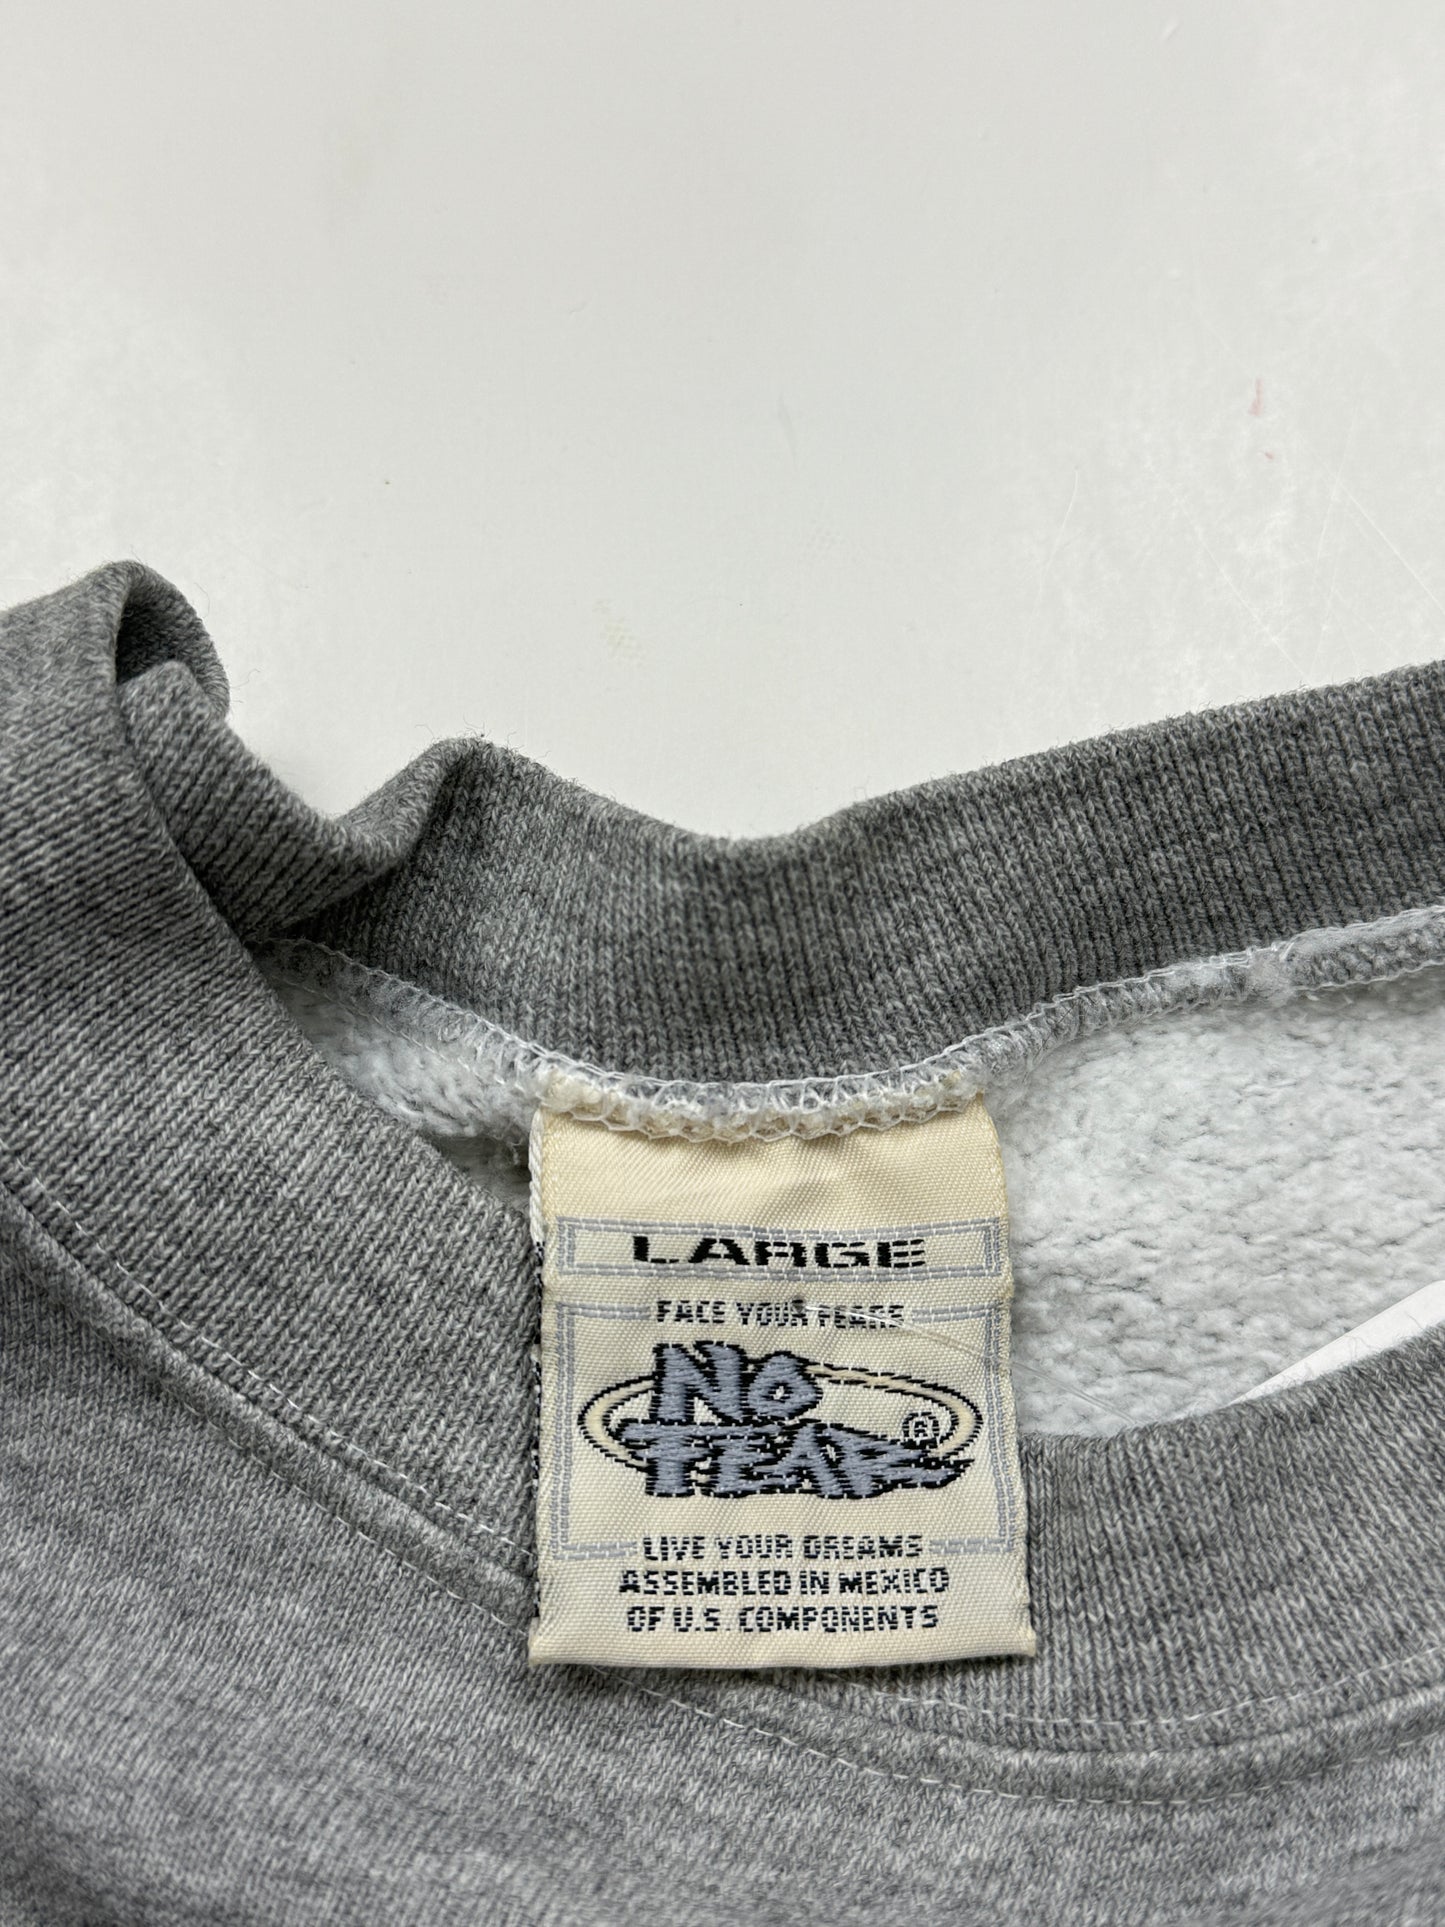 LARGE
FACE YOUR FEARS
NO
FEAR®
LIVE YOUR DREAMS
ASSEMBLED IN MEXICO
OF U.S. COMPONENTS